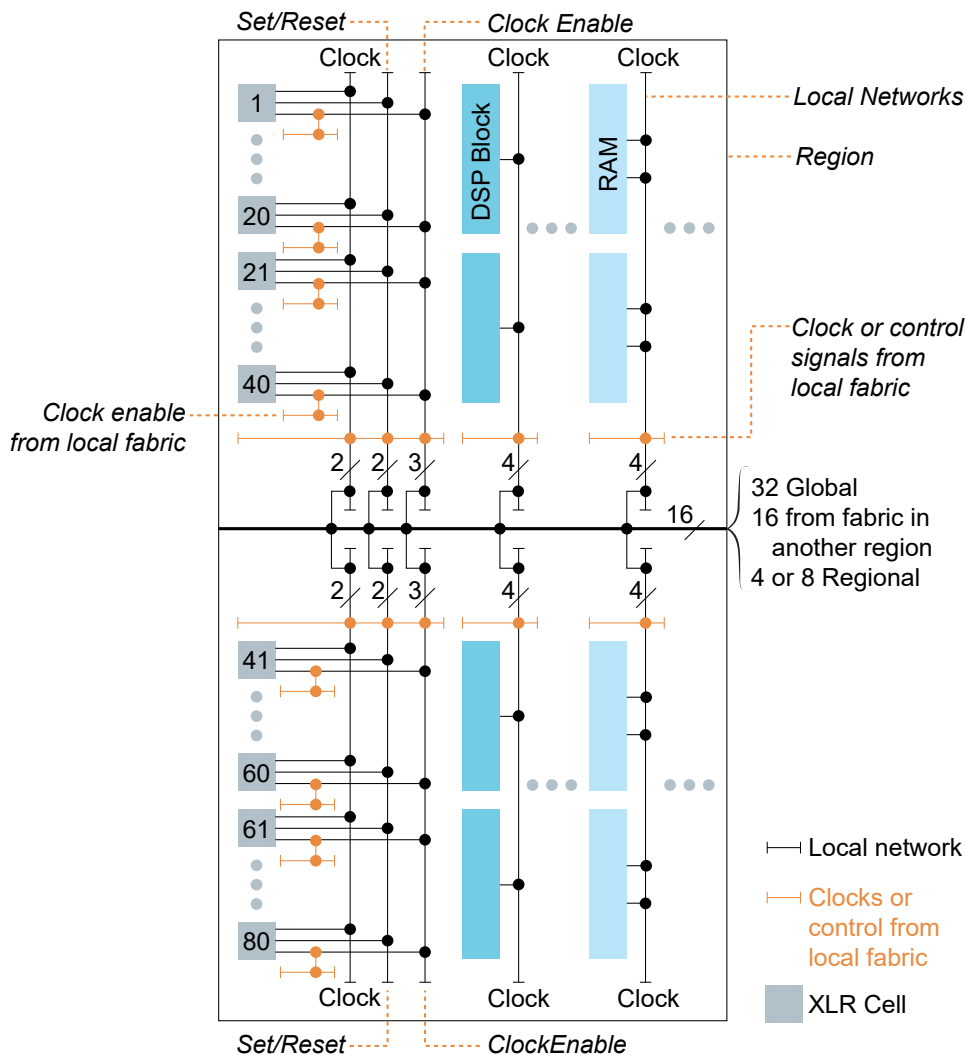 Set/Reset
Clock Enable
Clock
Clock
Clock
1
DSP Block
RAM
Local Networks
Region
20
21
40
Clock or control
signals from
local fabric
Clock enable
from local fabric
2
2
3
4
4
16
32 Global
16 from fabric in
another region
4 or 8 Regional
2
2
3
4
4
41
60
61
80
Local network
Clocks or
control from
local fabric
XLR Cell
Clock
Clock
Clock
Set/Reset
ClockEnable